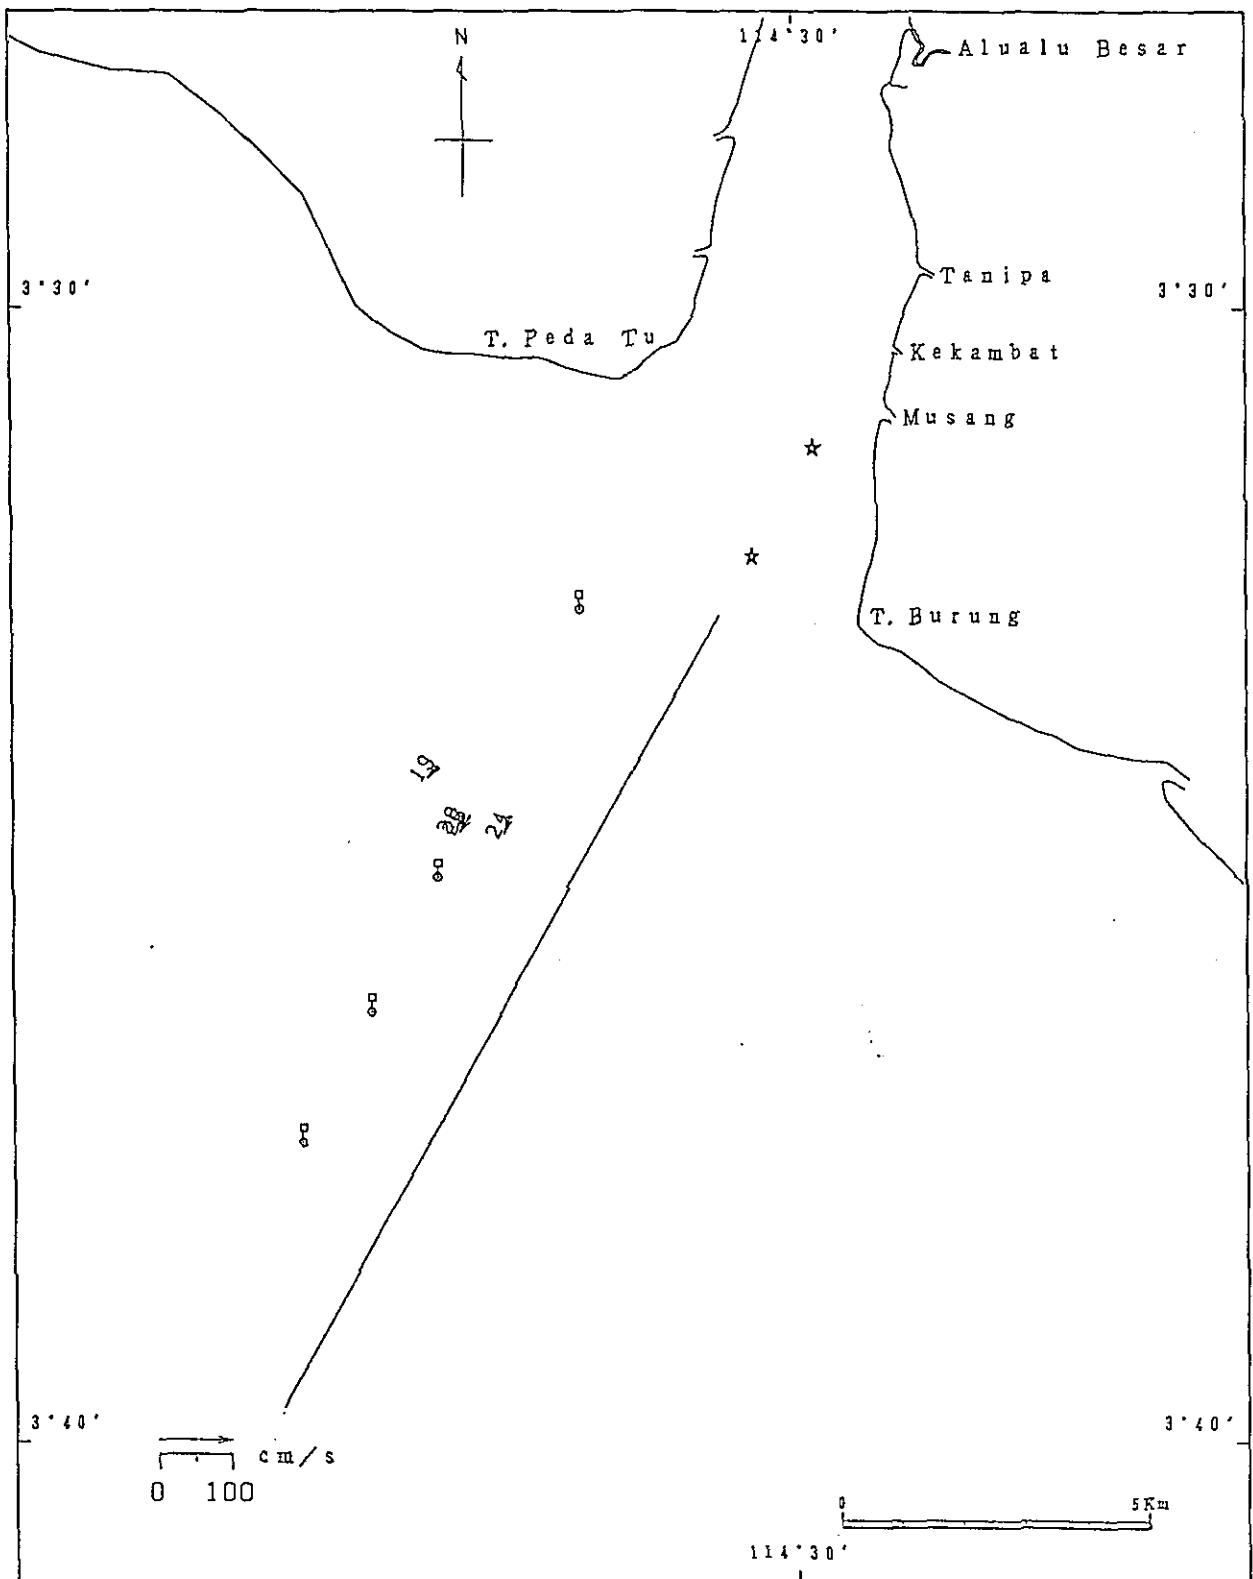 N
114°30'
Alualu Besar
3°30'
Tanipa
3°30'
T. Peda Tu
Kekambat
Musang
T. Burung
19
24
3°40'
3°40'
cm/s
0 100
0 5Km
114°30'